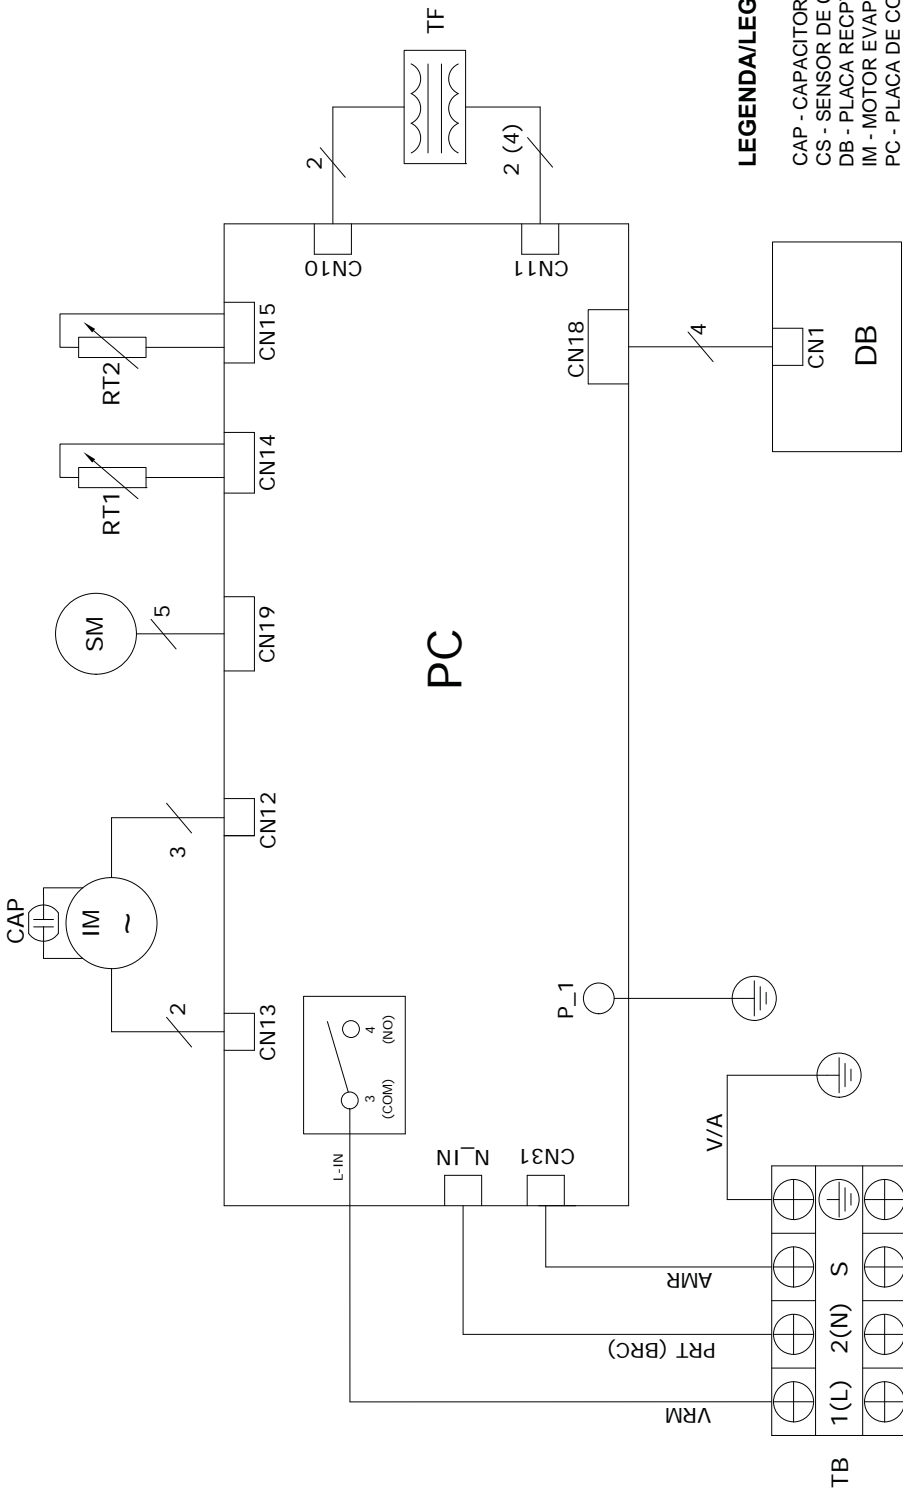 CAP
IM
~
SM
RT1
RT2
2
3
5
CN13
CN12
CN19
CN14
CN15
TF
2
2 (4)
CN10
CN11
L-IN
3
(COM)
4
(NO)
PC
N_IN
CN31
P_1
CN18
4
CN1
DB
VRM
PRT (BRC)
AMR
V/A
TB
1(L)
2(N)
S
LEGENDA/LEG
CAP - CAPACITOR
CS - SENSOR DE
DB - PLACA RECP
IM - MOTOR EVAP
PC - PLACA DE CO